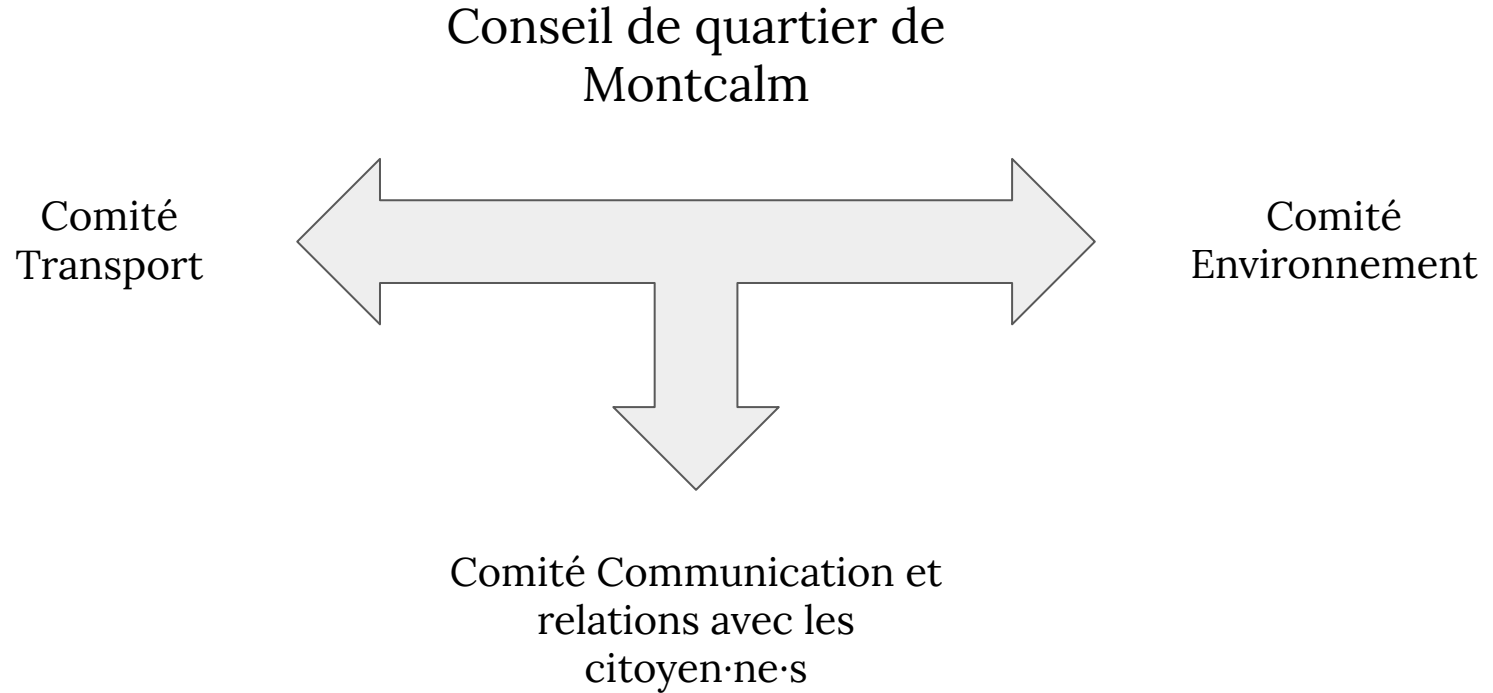 Conseil de quartier de
Montcalm
Comité
Transport
Comité
Environnement
Comité Communication et
relations avec les
citoyen·ne·s